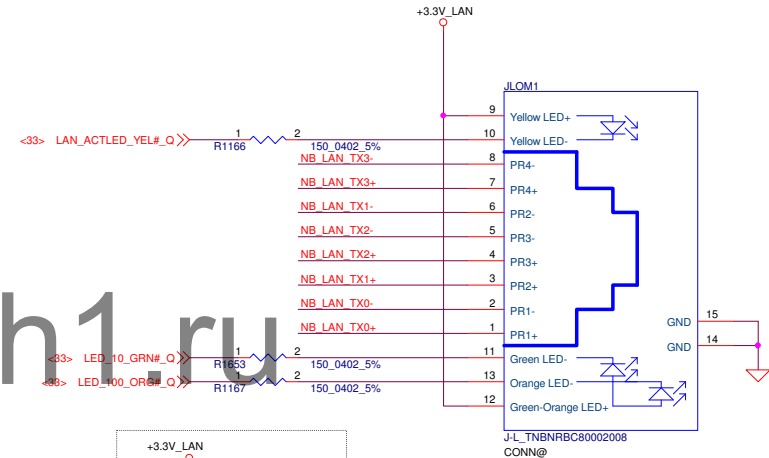 +3.3V_LAN
JLOM1
9 Yellow LED+
<33> LAN_ACTLED_YEL#_Q 1 2 10 Yellow LED-
R1166 150_0402_5%
NB_LAN_TX3- 8 PR4-
NB_LAN_TX3+ 7 PR4+
NB_LAN_TX1- 6 PR2-
NB_LAN_TX2- 5 PR3-
NB_LAN_TX2+ 4 PR3+
NB_LAN_TX1+ 3 PR2+
NB_LAN_TX0- 2 PR1-
NB_LAN_TX0+ 1 PR1+
GND 15
GND 14
h1.ru
<33> LED_10_GRN#_Q 1 2 11 Green LED-
R1653 150_0402_5%
<33> LED_100_ORG#_Q 1 2 13 Orange LED-
R1167 150_0402_5%
12 Green-Orange LED+
J-L_TNBNRBC80002008
CONN@
+3.3V_LAN